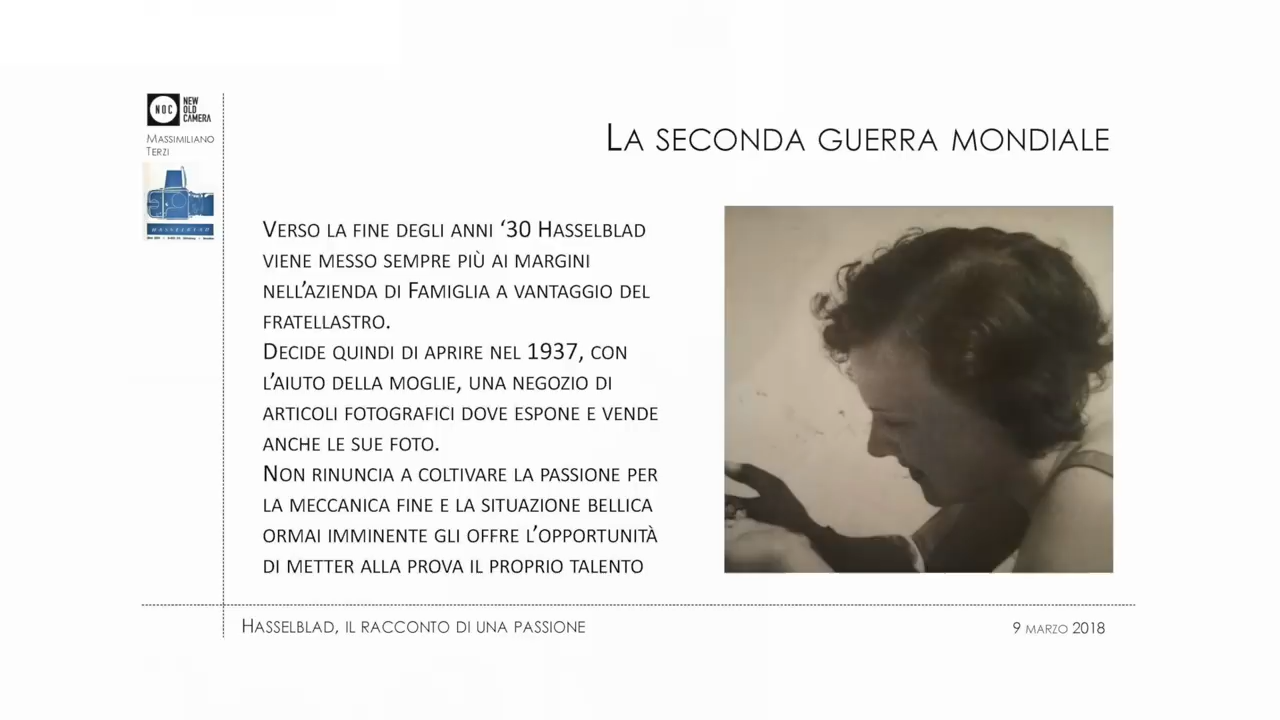 NOC
NEW
OLD
CAMERA
MASSIMILIANO
TERZI
HASSELBLAD
LA SECONDA GUERRA MONDIALE
VERSO LA FINE DEGLI ANNI ‘30 HASSELBLAD
VIENE MESSO SEMPRE PIÙ AI MARGINI
NELL’AZIENDA DI FAMIGLIA A VANTAGGIO DEL
FRATELLASTRO.
DECIDE QUINDI DI APRIRE NEL 1937, CON
L’AIUTO DELLA MOGLIE, UNA NEGOZIO DI
ARTICOLI FOTOGRAFICI DOVE ESPONE E VENDE
ANCHE LE SUE FOTO.
NON RINUNCIA A COLTIVARE LA PASSIONE PER
LA MECCANICA FINE E LA SITUAZIONE BELLICA
ORMAI IMMINENTE GLI OFFRE L’OPPORTUNITÀ
DI METTER ALLA PROVA IL PROPRIO TALENTO
HASSELBLAD, IL RACCONTO DI UNA PASSIONE
9 MARZO 2018